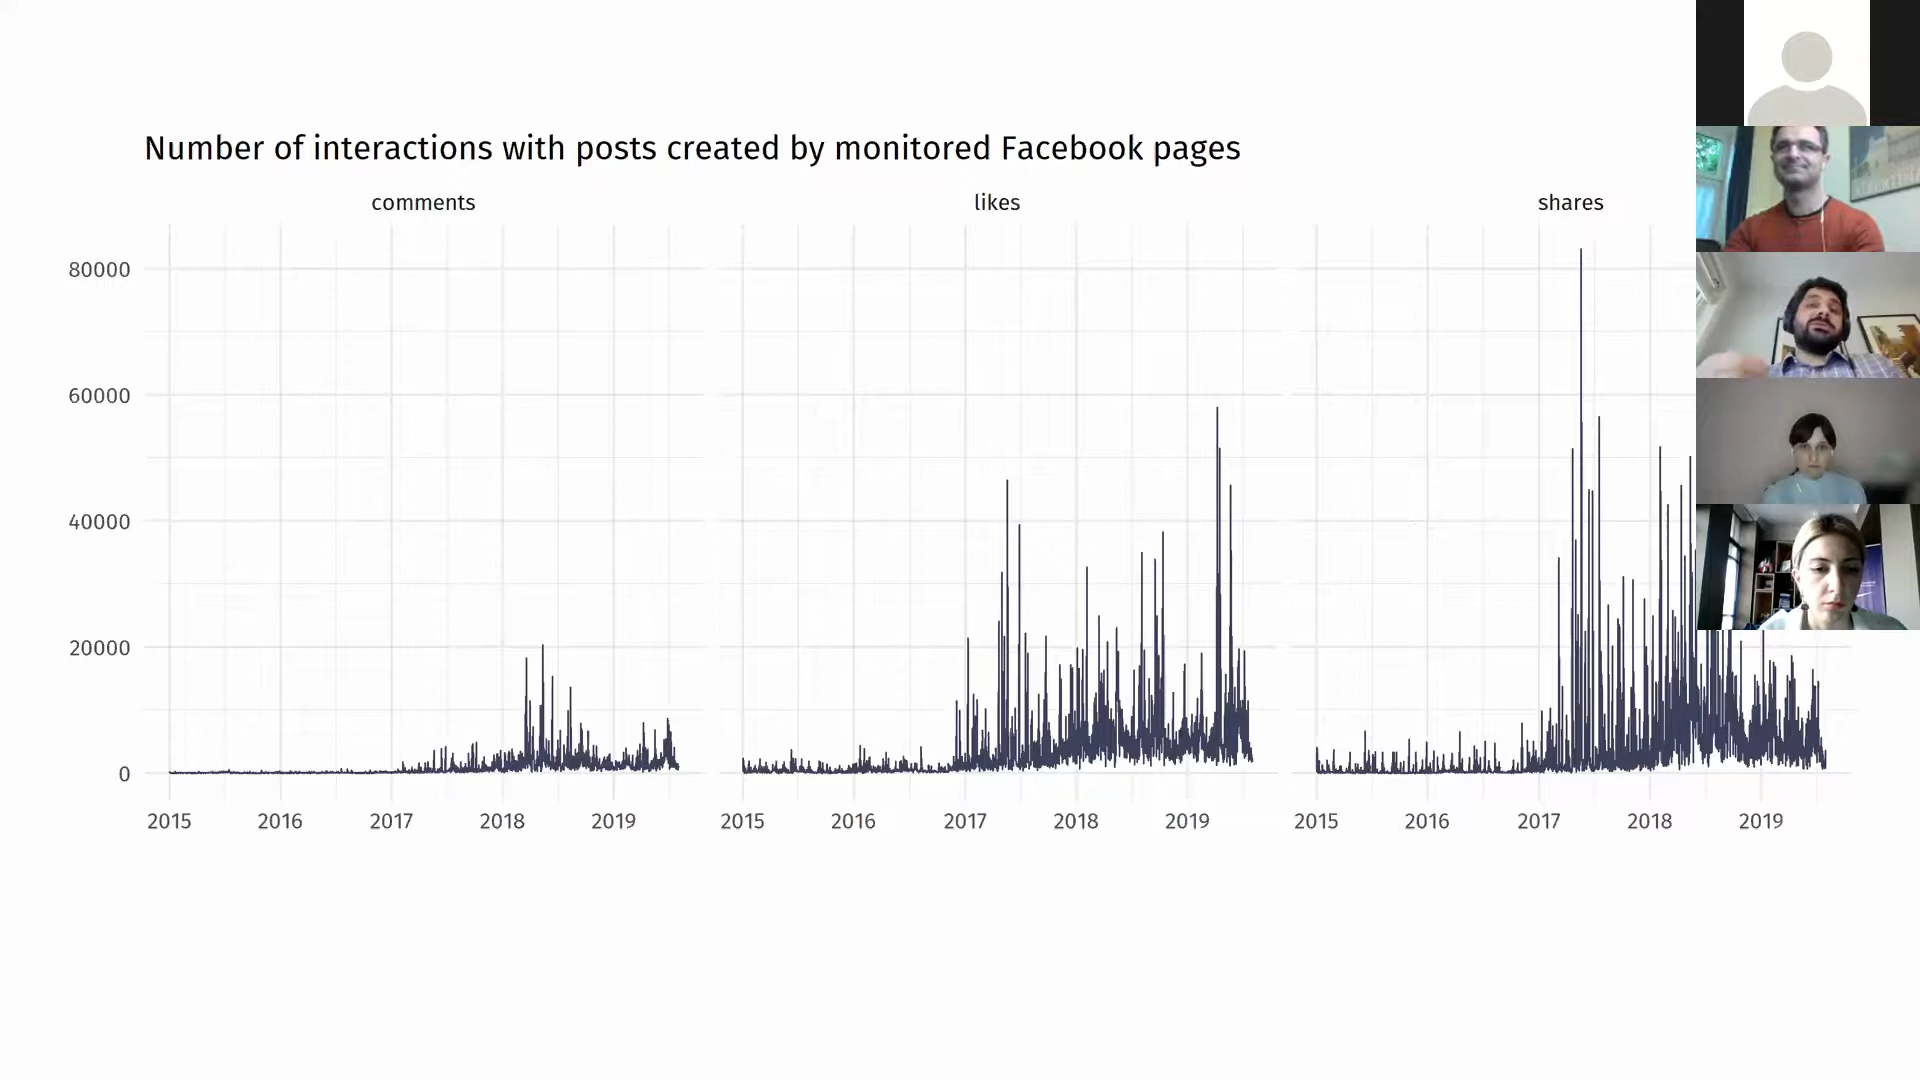 Number of interactions with posts created by monitored Facebook pages
comments likes shares
80000
60000
40000
20000
0
2015 2016 2017 2018 2019 2015 2016 2017 2018 2019 2015 2016 2017 2018 2019